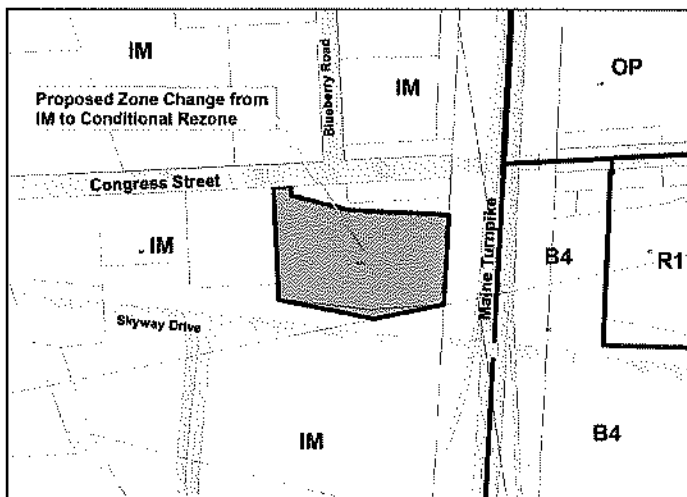 IM
OP
Blueberry Road
IM
Proposed Zone Change from
IM to Conditional Rezone
Congress Street
IM
Maine Turnpike
B4
R1
Skyway Drive
IM
B4